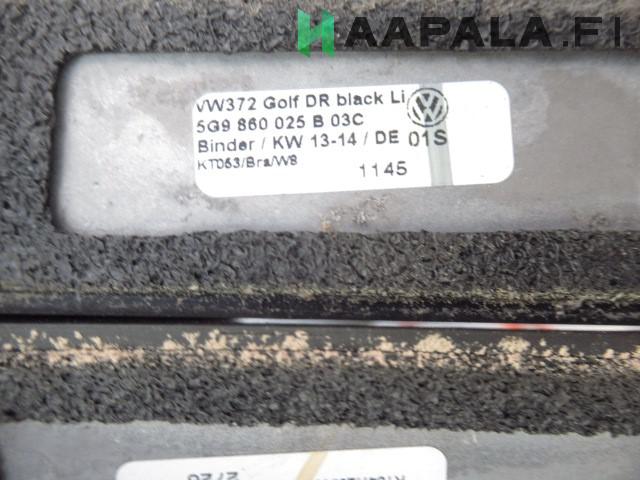 HAAPALA.FI
VW372 Golf DR black Li
5G9 860 025 B 03C
Binder / KW 13-14 / DE 01S
KT053/Bra/W8
1145